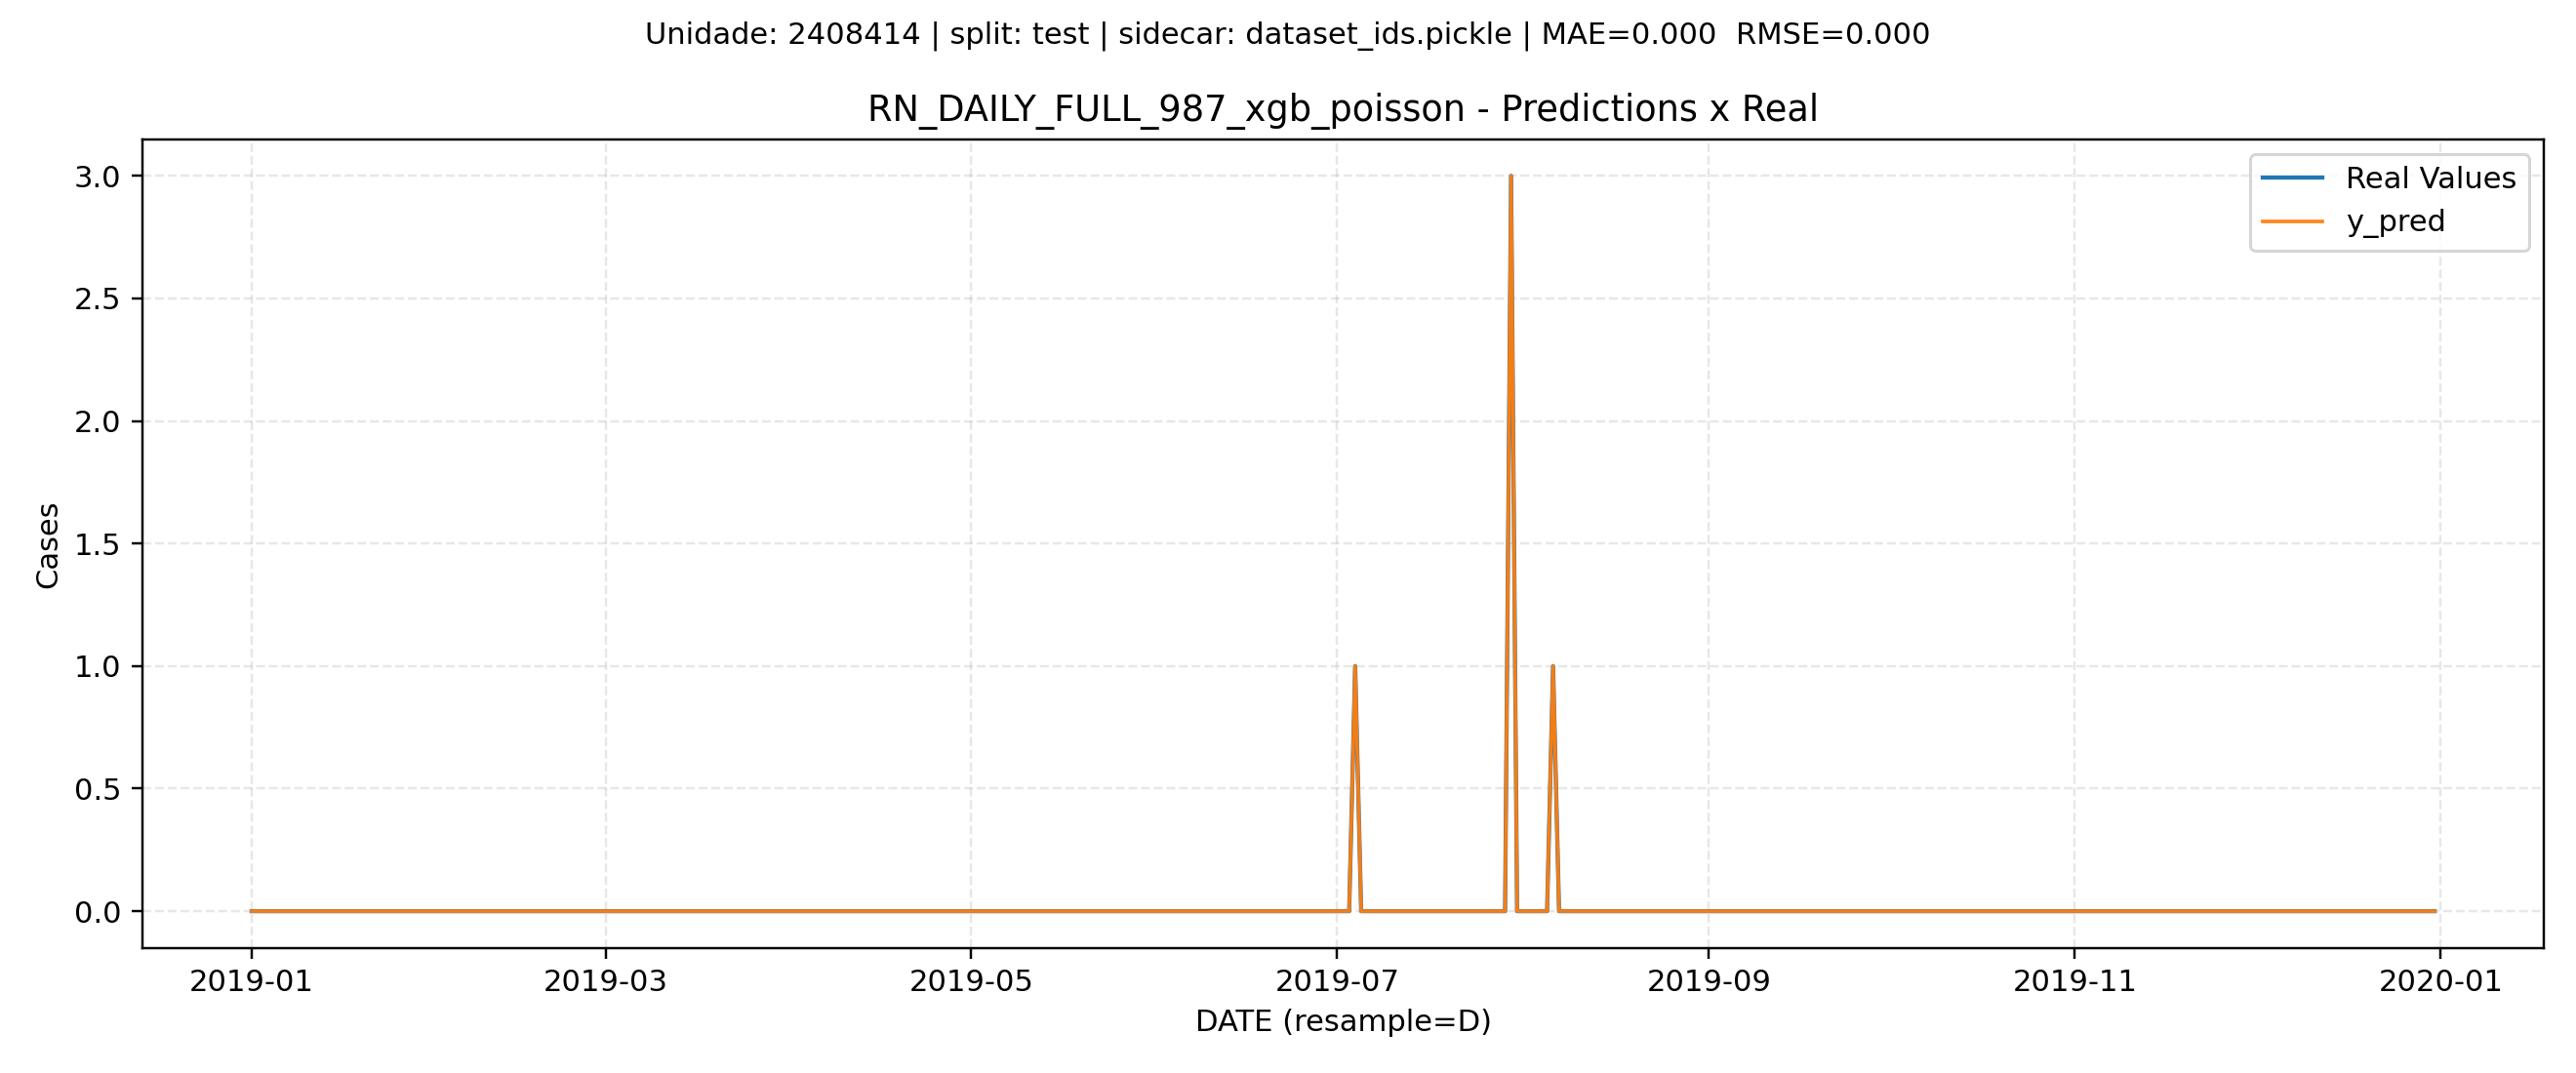 Unidade: 2408414 | split: test | sidecar: dataset_ids.pickle | MAE=0.000  RMSE=0.000
RN_DAILY_FULL_987_xgb_poisson - Predictions x Real
Real Values
y_pred
3.0
2.5
2.0
1.5
1.0
0.5
0.0
Cases
2019-01 2019-03 2019-05 2019-07 2019-09 2019-11 2020-01
DATE (resample=D)